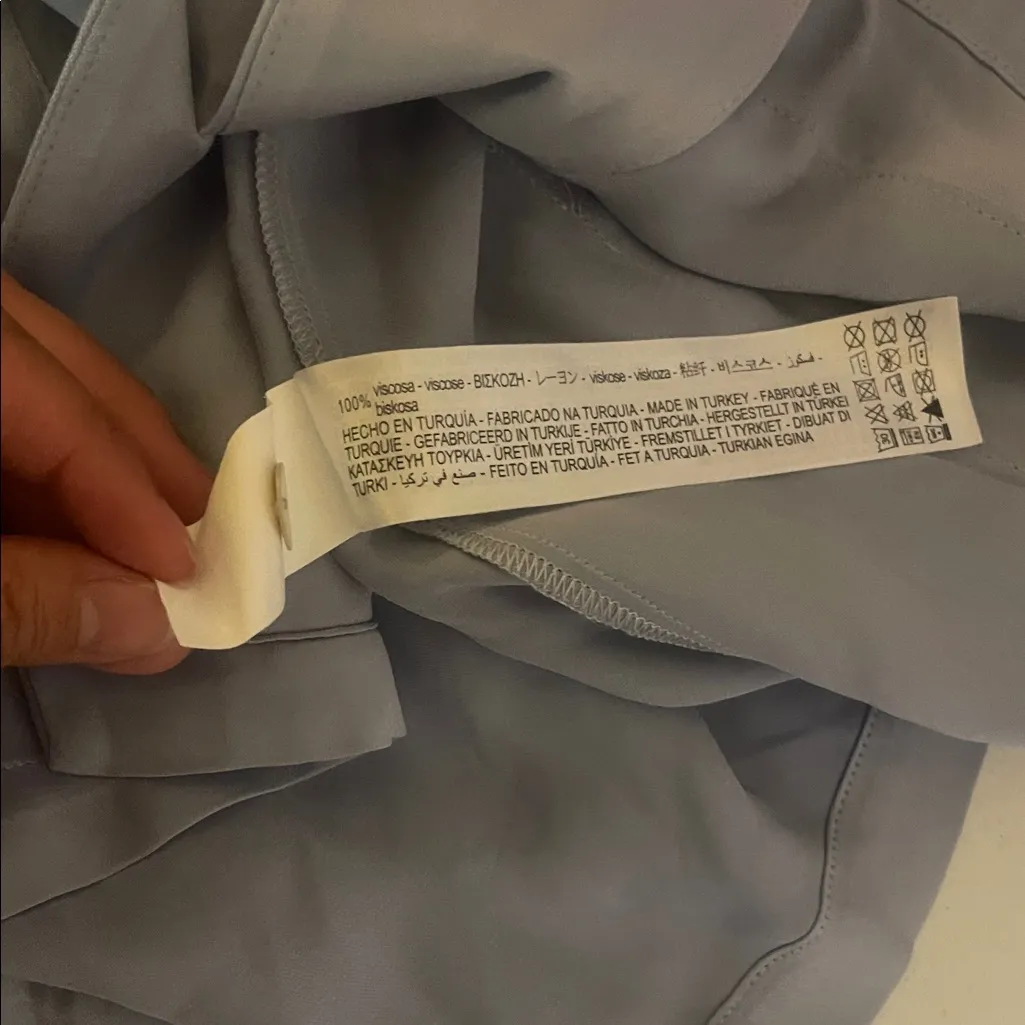 100% viscosa - viscose - ΒΙΣΚΟΖΗ - レーヨン - viskose - viskoza - 粘纤 - 비스코스 - فسكوز -
biskosa
HECHO EN TURQUÍA - FABRICADO NA TURQUIA - MADE IN TURKEY - FABRIQUÉ EN
TURQUIE - GEFABRICEERD IN TURKIJE - FATTO IN TURCHIA - HERGESTELLT IN TÜRKEI
ΚΑΤΑΣΚΕΥΗ ΤΟΥΡΚΙΑ - ÜRETİM YERİ TÜRKİYE - FREMSTILLET I TYRKIET - DIBUAT DI
TURKI - صنع في تركيا - FEITO EN TURQUÍA - FET A TURQUIA - TURKIAN EGINA